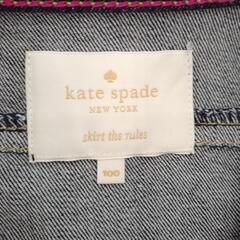 kate spade
NEW YORK
skirt the rules
100